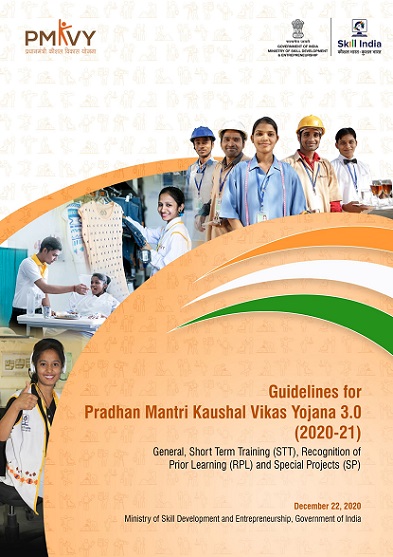 PMKVY
प्रधानमंत्री कौशल विकास योजना
GOVERNMENT OF INDIA
MINISTRY OF SKILL DEVELOPMENT
& ENTREPRENEURSHIP
Skill India
कौशल भारत - कुशल भारत
Guidelines for
Pradhan Mantri Kaushal Vikas Yojana 3.0
(2020-21)
General, Short Term Training (STT), Recognition of
Prior Learning (RPL) and Special Projects (SP)
December 22, 2020
Ministry of Skill Development and Entrepreneurship, Government of India